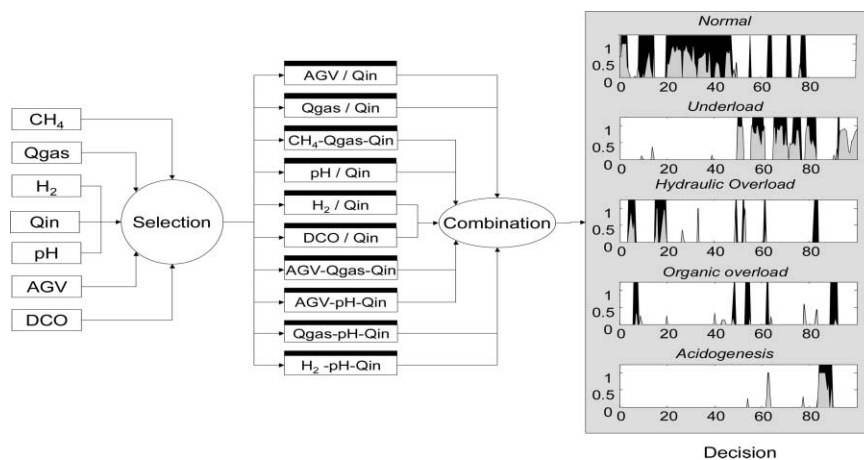 CH₄
Qgas
H₂
Qin
pH
AGV
DCO
Selection
AGV / Qin
Qgas / Qin
CH₄-Qgas-Qin
pH / Qin
H₂ / Qin
DCO / Qin
AGV-Qgas-Qin
AGV-pH-Qin
Qgas-pH-Qin
H₂ -pH-Qin
Combination
Normal
1
0.5
0
0 20 40 60 80
Underload
1
0.5
0
0 20 40 60 80
Hydraulic Overload
1
0.5
0
0 20 40 60 80
Organic overload
1
0.5
0
0 20 40 60 80
Acidogenesis
1
0.5
0
0 20 40 60 80
Decision